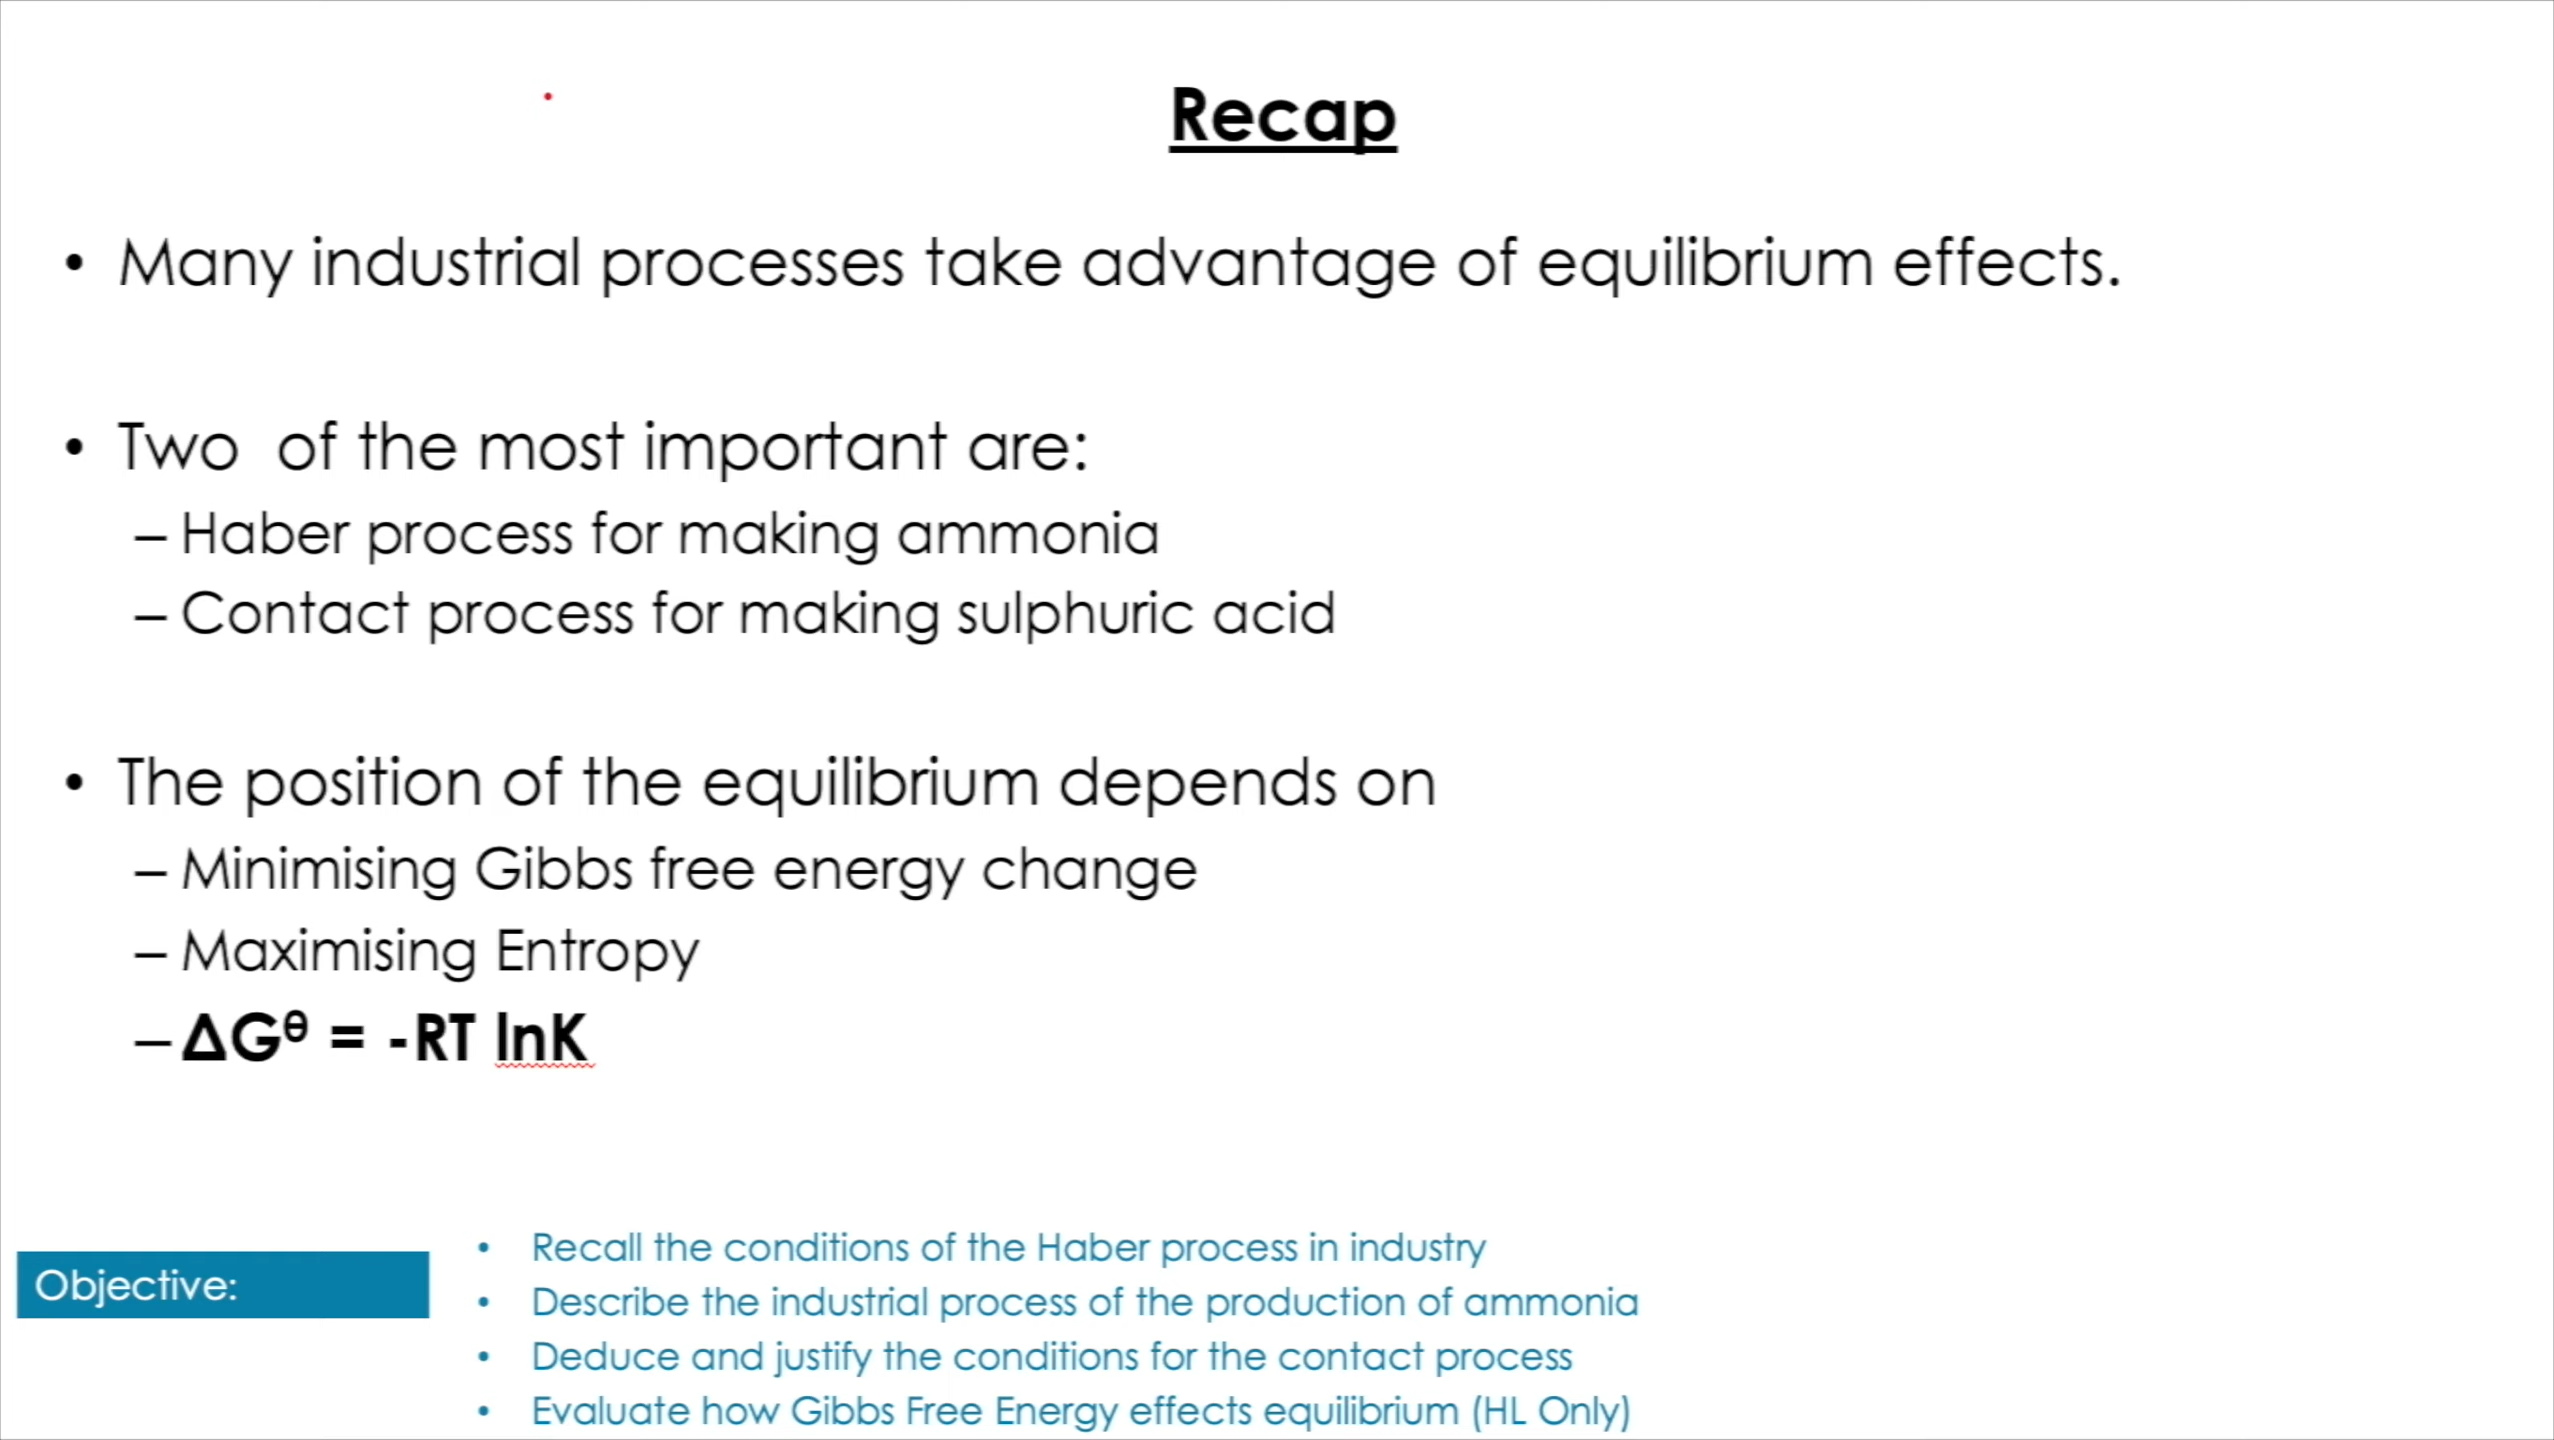 Recap
• Many industrial processes take advantage of equilibrium effects.
• Two  of the most important are:
– Haber process for making ammonia
– Contact process for making sulphuric acid
• The position of the equilibrium depends on
– Minimising Gibbs free energy change
– Maximising Entropy
– ΔG^θ = -RT lnK
Objective:
• Recall the conditions of the Haber process in industry
• Describe the industrial process of the production of ammonia
• Deduce and justify the conditions for the contact process
• Evaluate how Gibbs Free Energy effects equilibrium (HL Only)